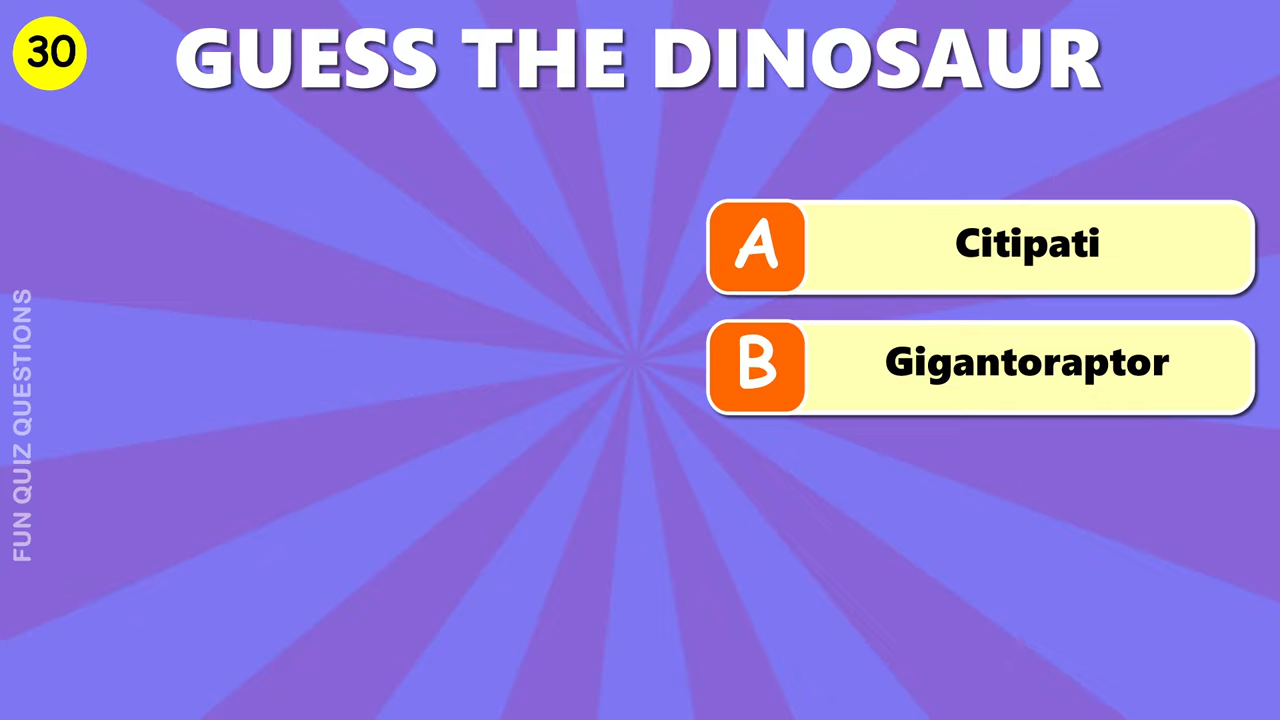 30
GUESS THE DINOSAUR
A
Citipati
B
Gigantoraptor
FUN QUIZ QUESTIONS